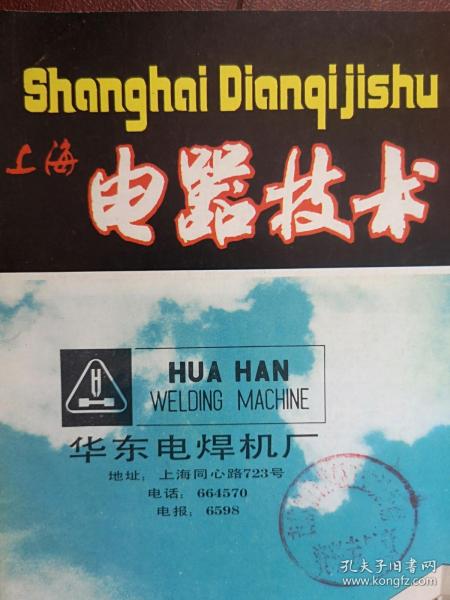 Shanghai Dianqijishu
上海 电器技术
HUA HAN
WELDING MACHINE
华东电焊机厂
地址：上海同心路723号
电话：664570
电报：6598
孔夫子旧书网
www.kongfz.com